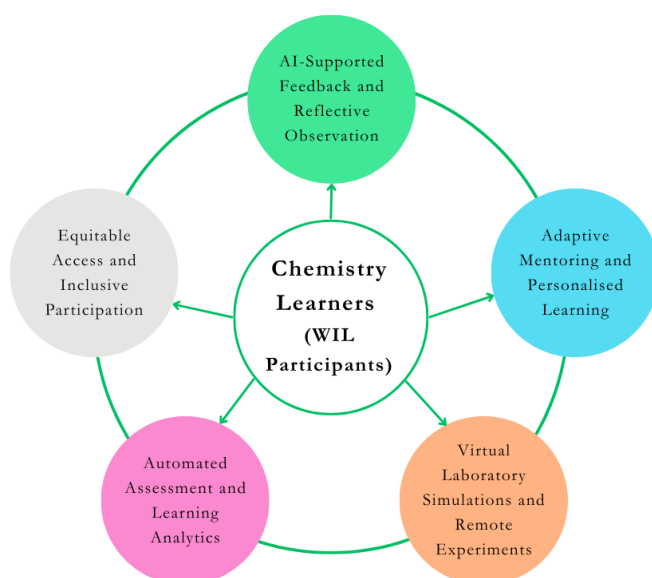 AI-Supported
Feedback and
Reflective
Observation
Equitable
Access and
Inclusive
Participation
Chemistry
Learners
(WIL
Participants)
Adaptive
Mentoring and
Personalised
Learning
Automated
Assessment and
Learning
Analytics
Virtual
Laboratory
Simulations and
Remote
Experiments